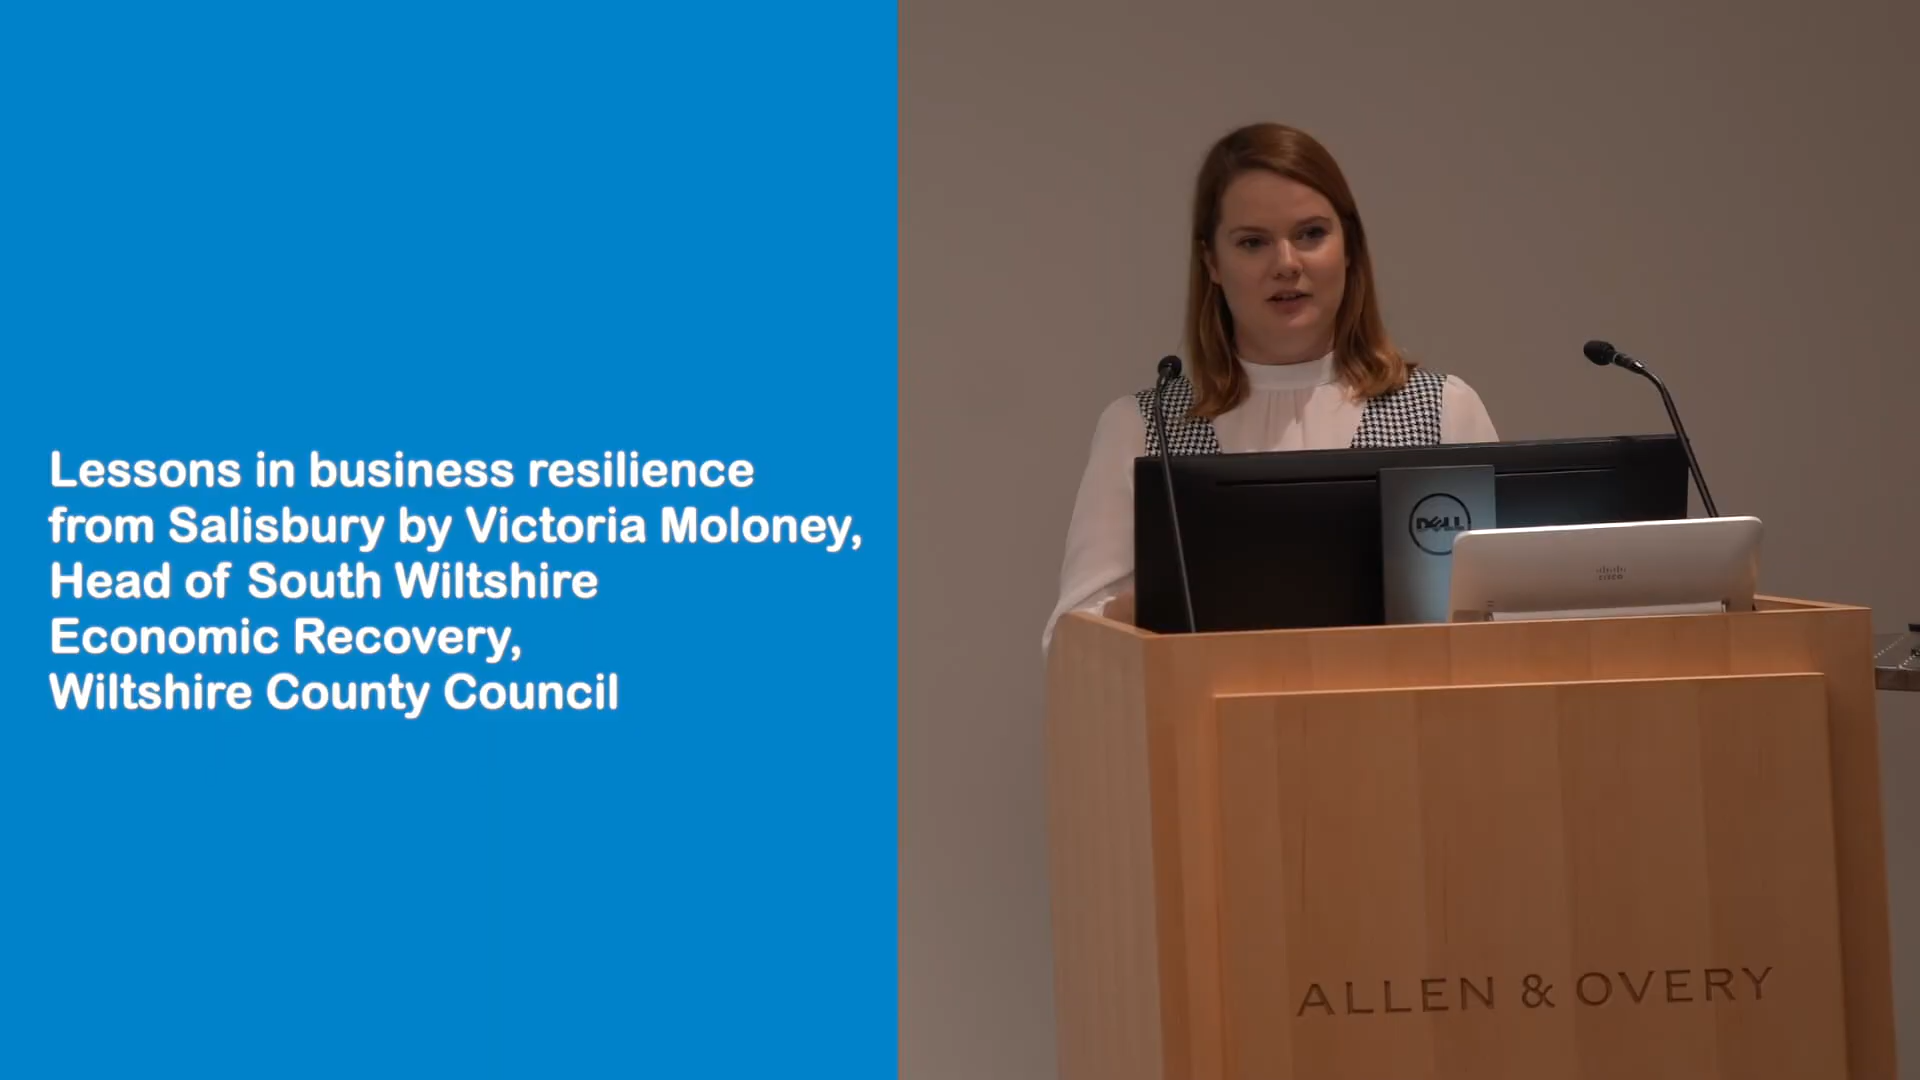 Lessons in business resilience
from Salisbury by Victoria Moloney,
Head of South Wiltshire
Economic Recovery,
Wiltshire County Council
DELL
cisco
ALLEN & OVERY